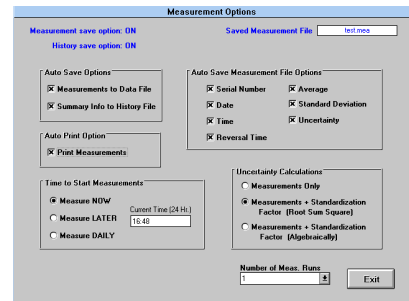 Measurement Options
Measurement save option: ON
Saved Measurement File test.mea
History save option: ON
Auto Save Options
Measurements to Data File
Summary Info to History File
Auto Save Measurement File Options
Serial Number
Average
Date
Standard Deviation
Time
Uncertainty
Reversal Time
Auto Print Option
Print Measurements
Time to Start Measurements
Measure NOW
Measure LATER
Measure DAILY
Current Time (24 Hr.)
16:48
Uncertainty Calculations
Measurements Only
Measurements + Standardization
Factor (Root Sum Square)
Measurements + Standardization
Factor (Algebraically)
Number of Meas. Runs
1
Exit